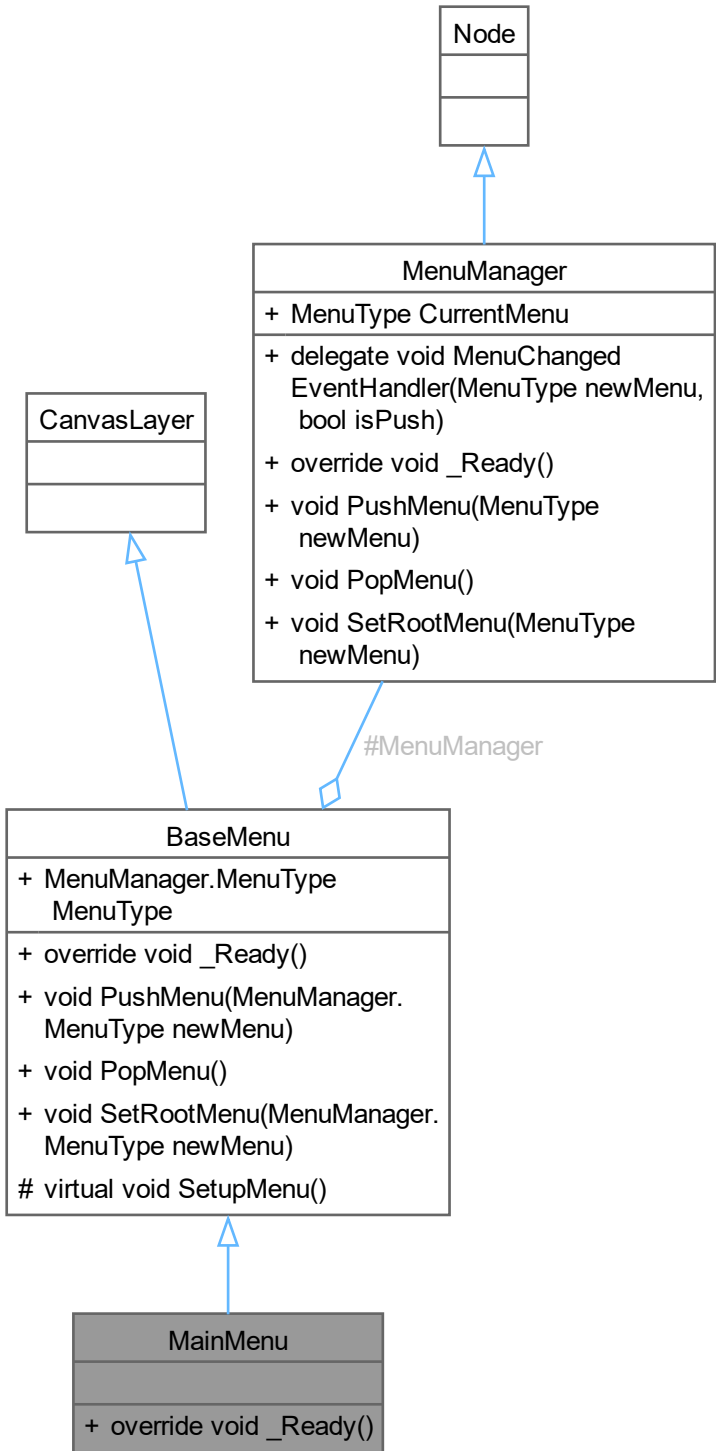 Node
MenuManager
+ MenuType CurrentMenu
+ delegate void MenuChanged
EventHandler(MenuType newMenu,
bool isPush)
+ override void _Ready()
+ void PushMenu(MenuType
newMenu)
+ void PopMenu()
+ void SetRootMenu(MenuType
newMenu)
CanvasLayer
#MenuManager
BaseMenu
+ MenuManager.MenuType
MenuType
+ override void _Ready()
+ void PushMenu(MenuManager.
MenuType newMenu)
+ void PopMenu()
+ void SetRootMenu(MenuManager.
MenuType newMenu)
# virtual void SetupMenu()
MainMenu
+ override void _Ready()